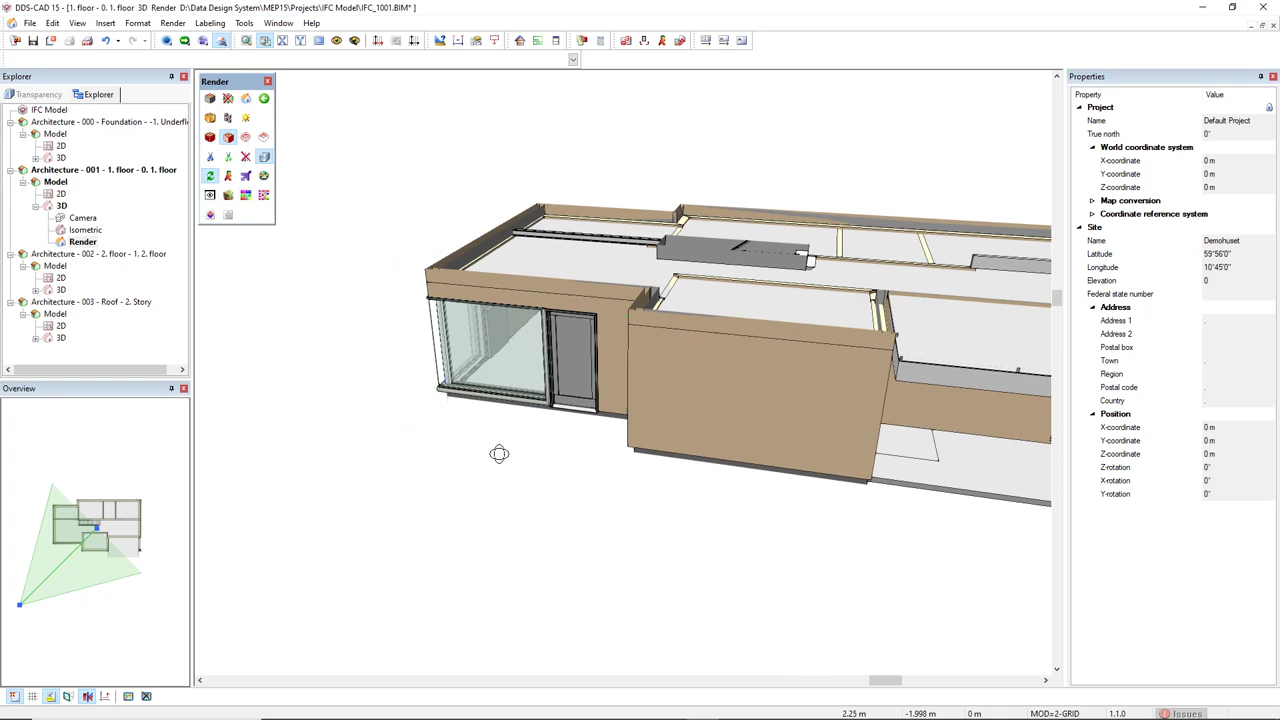 DDS-CAD 15 - [1. floor - 0. 1. floor 3D Render D:\Data Design System\MEP15\Projects\IFC Model\IFC_1001.BIM* ]
File Edit View Insert Format Render Labeling Tools Window Help
Explorer
Transparency Explorer
IFC Model
Architecture - 000 - Foundation - -1. Underfl
Model
2D
3D
Architecture - 001 - 1. floor - 0. 1. floor
Model
2D
3D
Camera
Isometric
Render
Architecture - 002 - 2. floor - 1. 2. floor
Model
2D
3D
Architecture - 003 - Roof - 2. Story
Model
2D
3D
Overview
Render
Properties
Property Value
Project
Name Default Project
True north 0°
World coordinate system
X-coordinate 0 m
Y-coordinate 0 m
Z-coordinate 0 m
Map conversion
Coordinate reference system
Site
Name Demohuset
Latitude 59°56'0"
Longitude 10°45'0"
Elevation 0
Federal state number
Address
Address 1 .
Address 2
Postal box
Town .
Region
Postal code .
Country .
Position
X-coordinate 0 m
Y-coordinate 0 m
Z-coordinate 0 m
Z-rotation 0°
X-rotation 0°
Y-rotation 0°
2.25 m -1.998 m 0 m MOD=2-GRID 1.1.0 Issues: